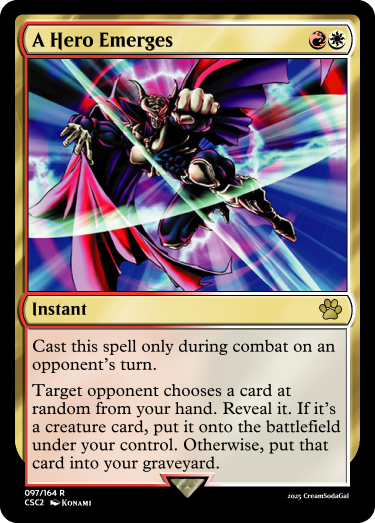 A Hero Emerges
Instant
Cast this spell only during combat on an
opponent's turn.
Target opponent chooses a card at
random from your hand. Reveal it. If it's
a creature card, put it onto the battlefield
under your control. Otherwise, put that
card into your graveyard.
097/164 R
CSC2 Konami
2025 CreamSodaGal